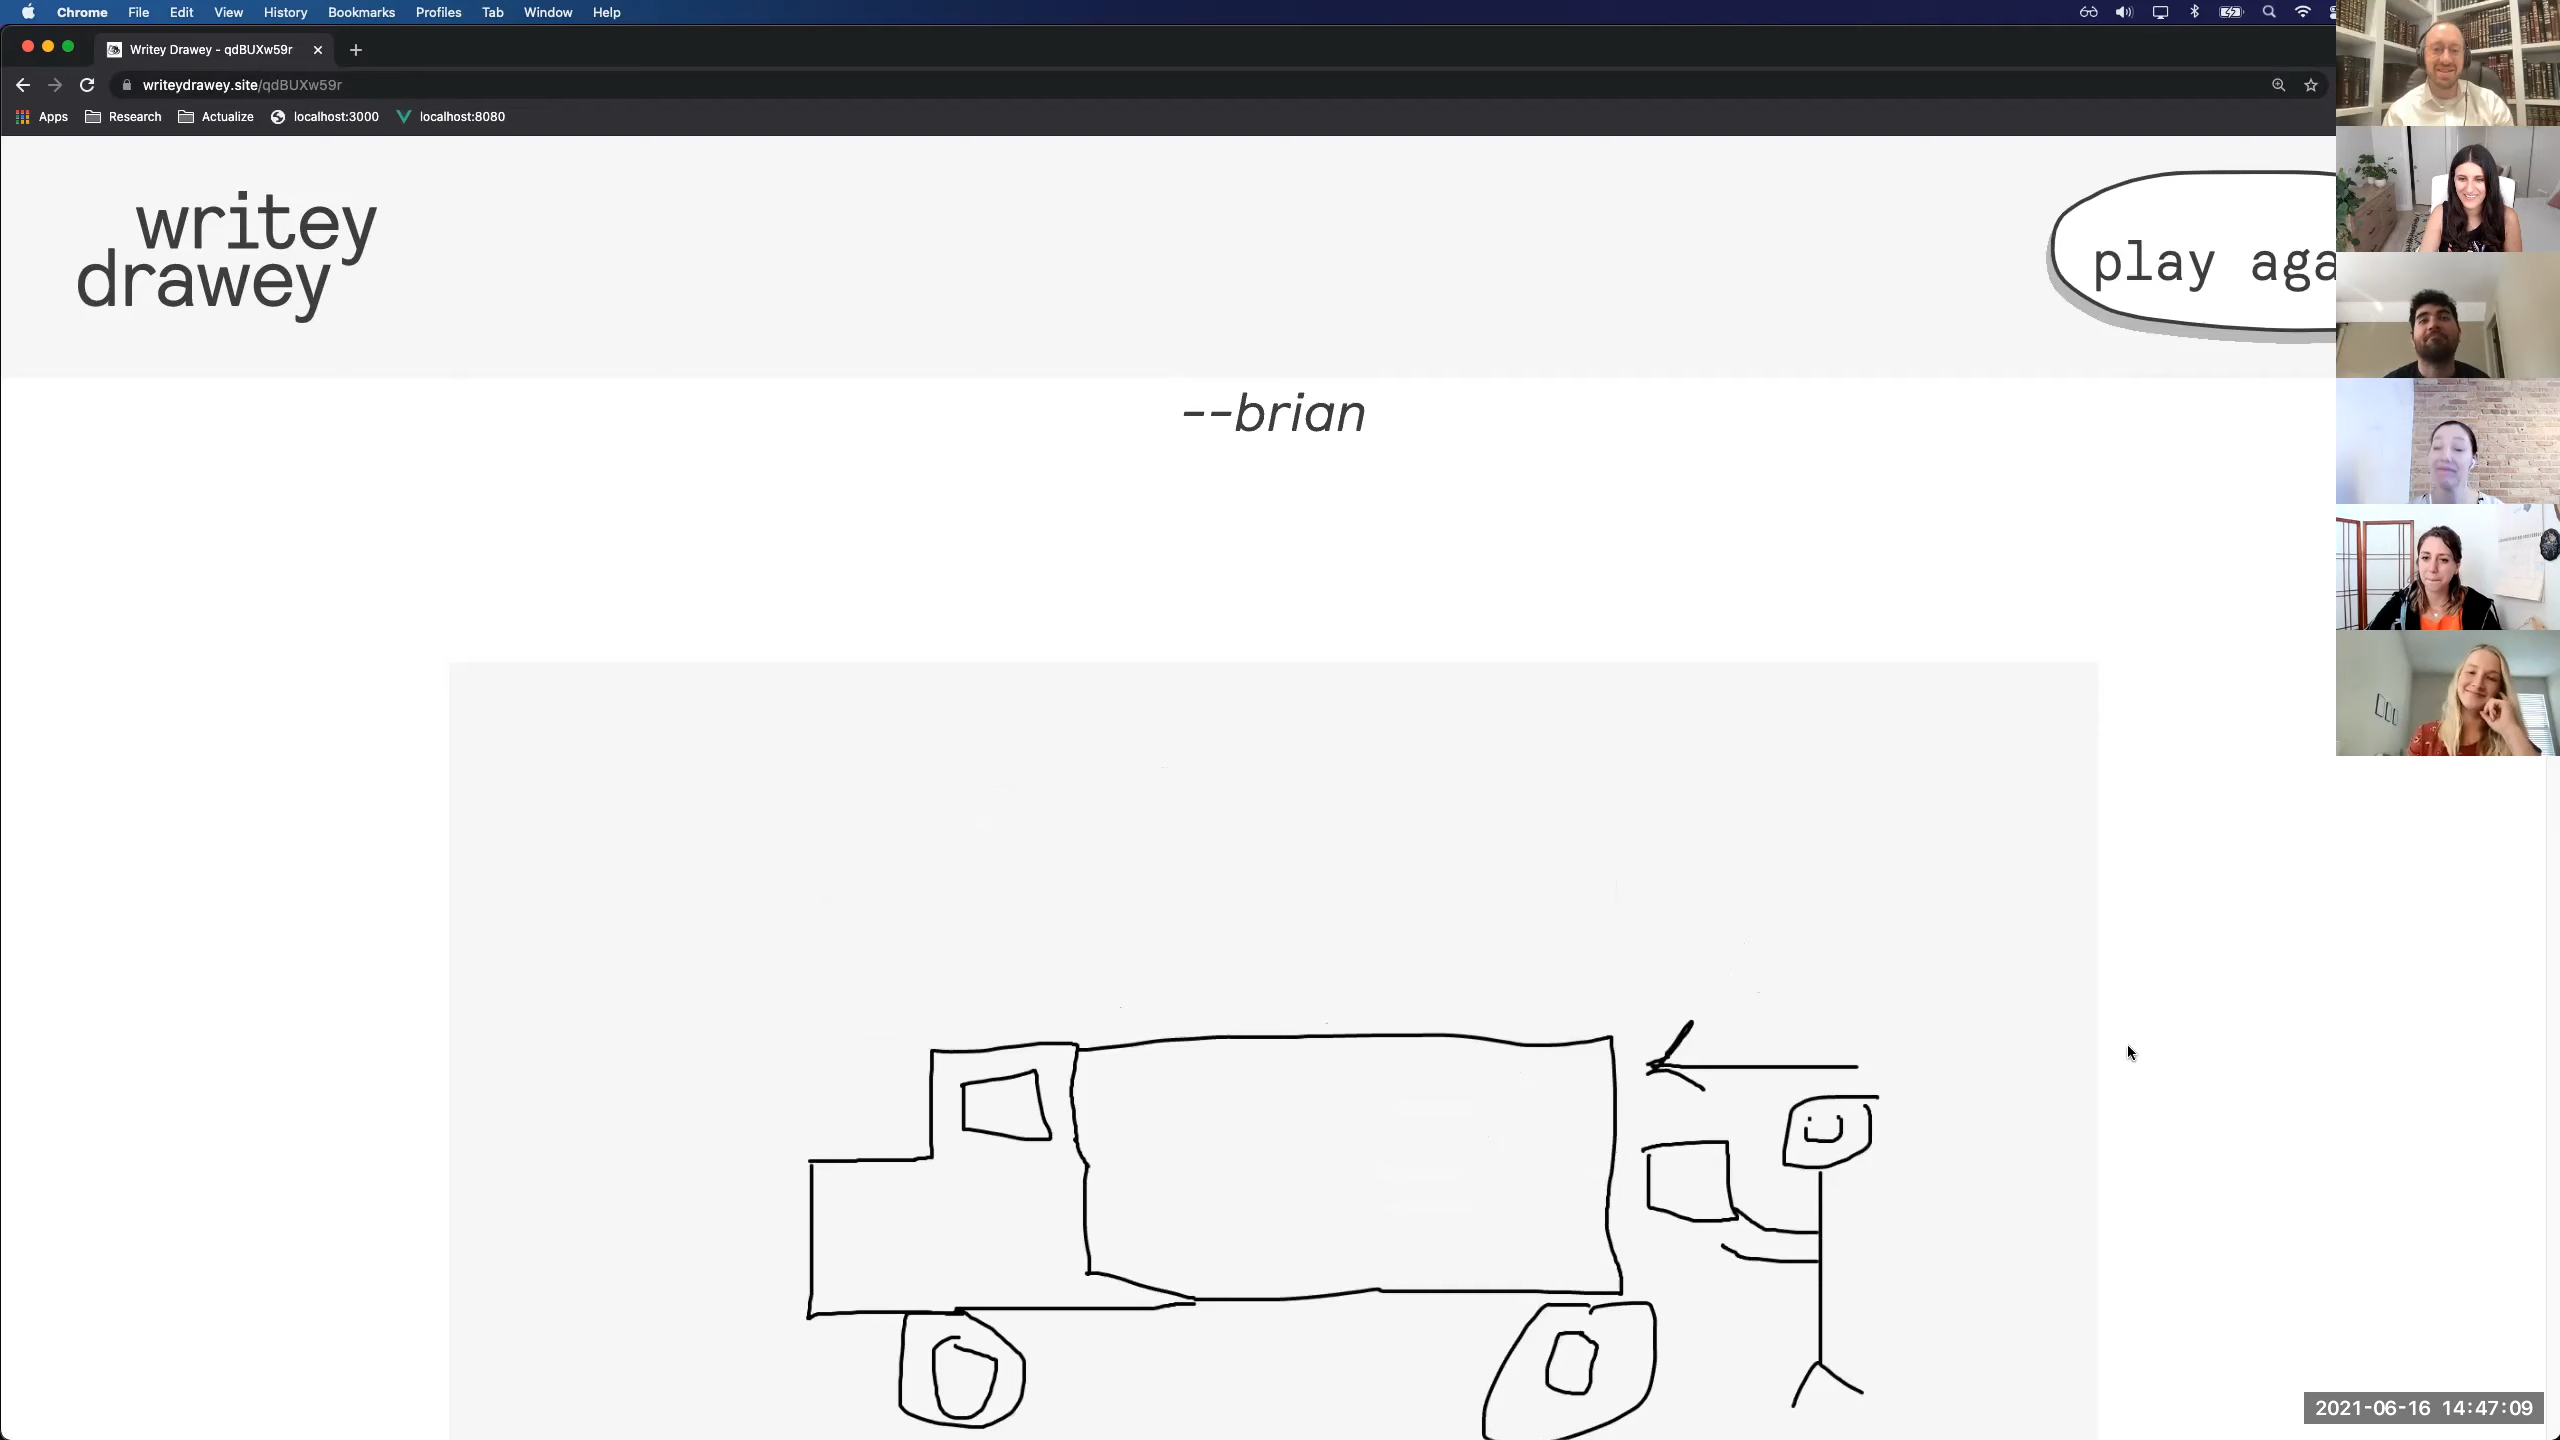 Chrome File Edit View History Bookmarks Profiles Tab Window Help
Writey Drawey - qdBUXw59r
writeydrawey.site/qdBUXw59r
Apps Research Actualize localhost:3000 localhost:8080
writey
drawey
play aga
--brian
2021-06-16 14:47:09